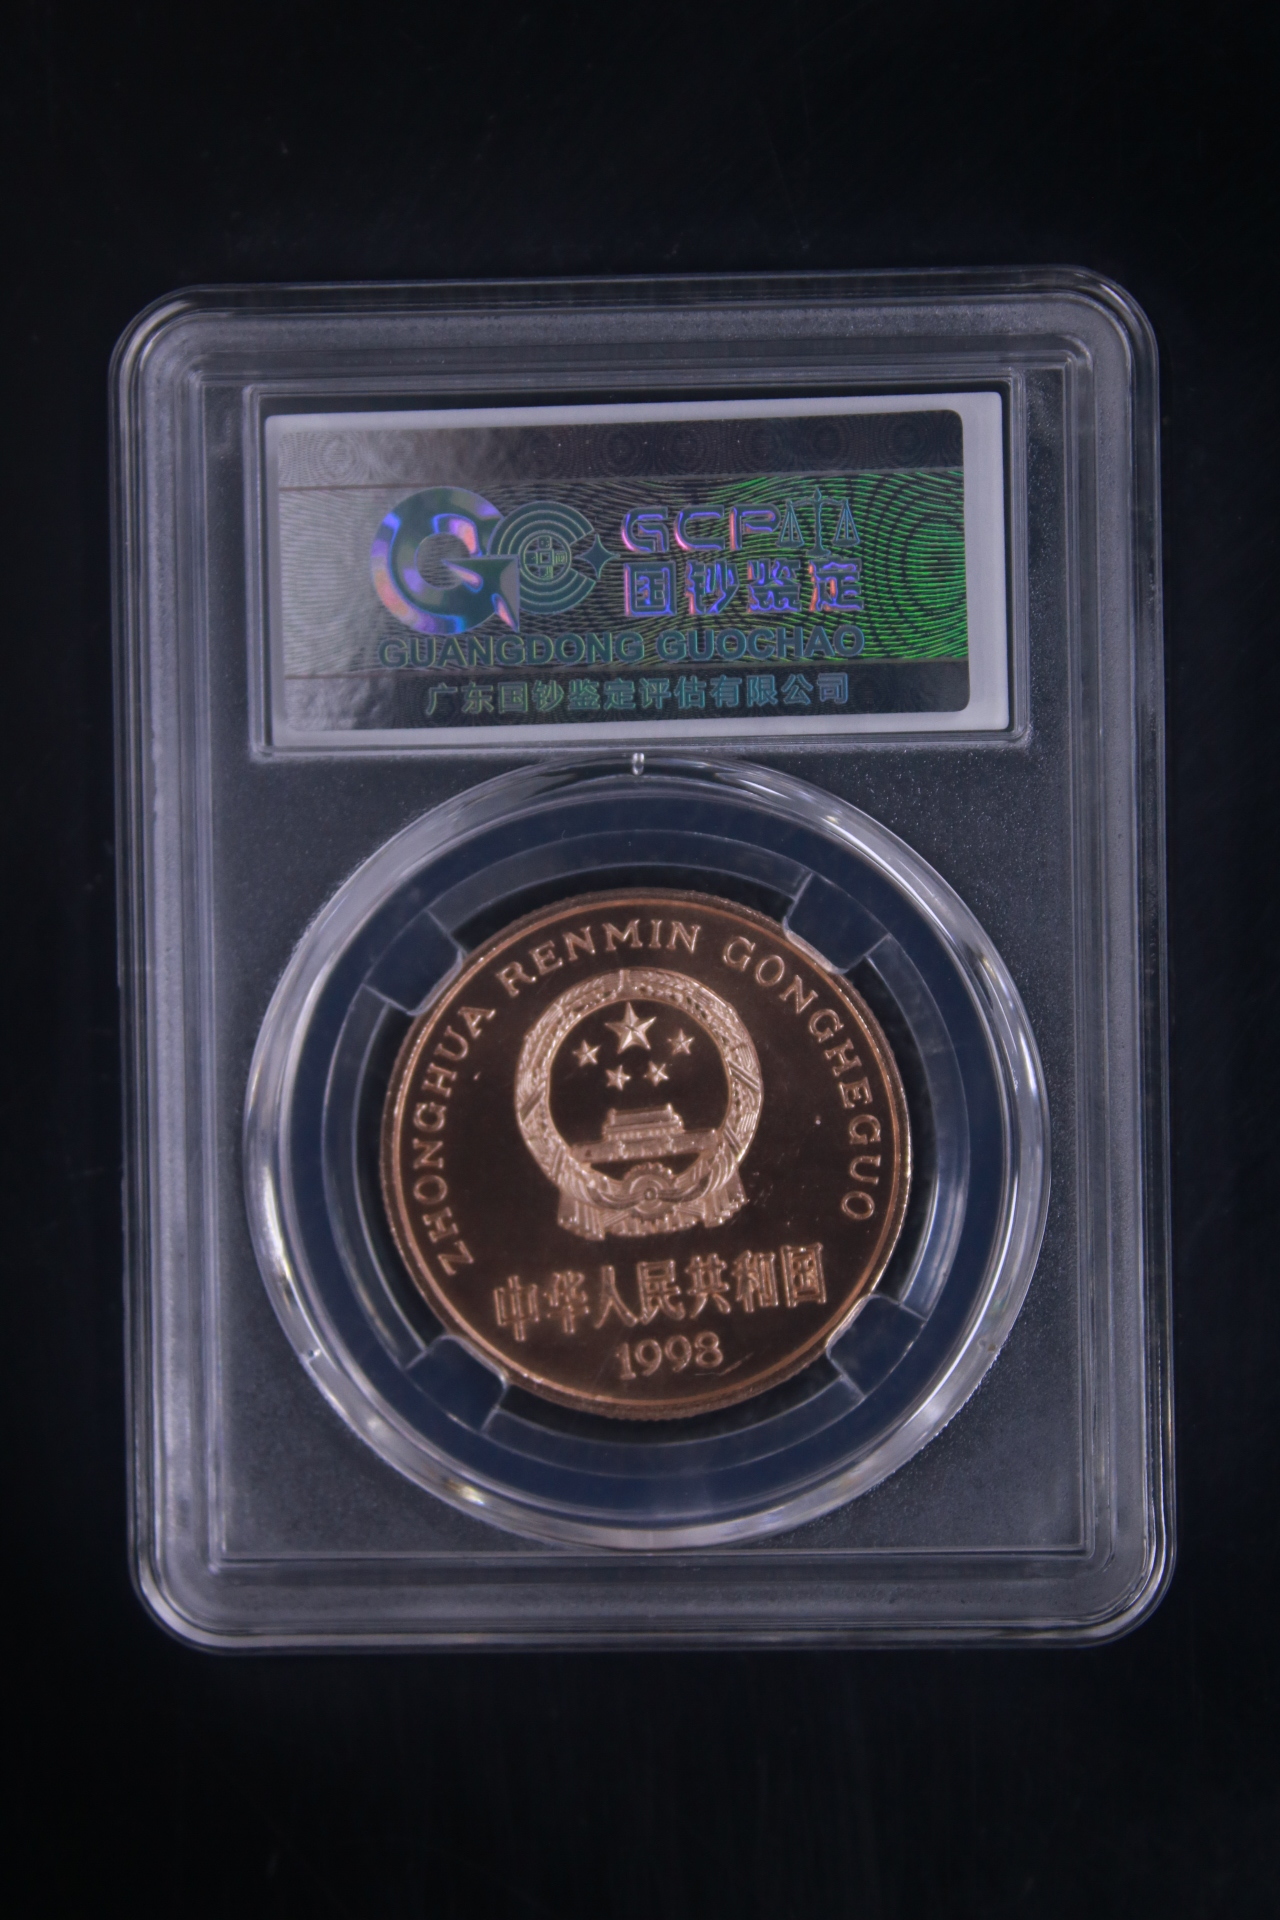 GC GCP
国钞鉴定
GUANGDONG GUOCHAO
广东国钞鉴定评估有限公司
ZHONGHUA RENMIN GONGHEGUO
中华人民共和国
1998